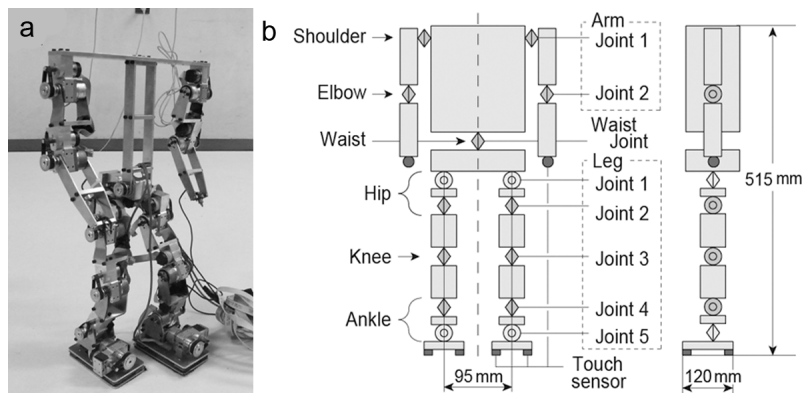 a
b
Shoulder
Elbow
Waist
Hip
Knee
Ankle
Arm
Joint 1
Joint 2
Waist
Joint
Leg
Joint 1
Joint 2
Joint 3
Joint 4
Joint 5
Touch
sensor
95 mm
515 mm
120 mm